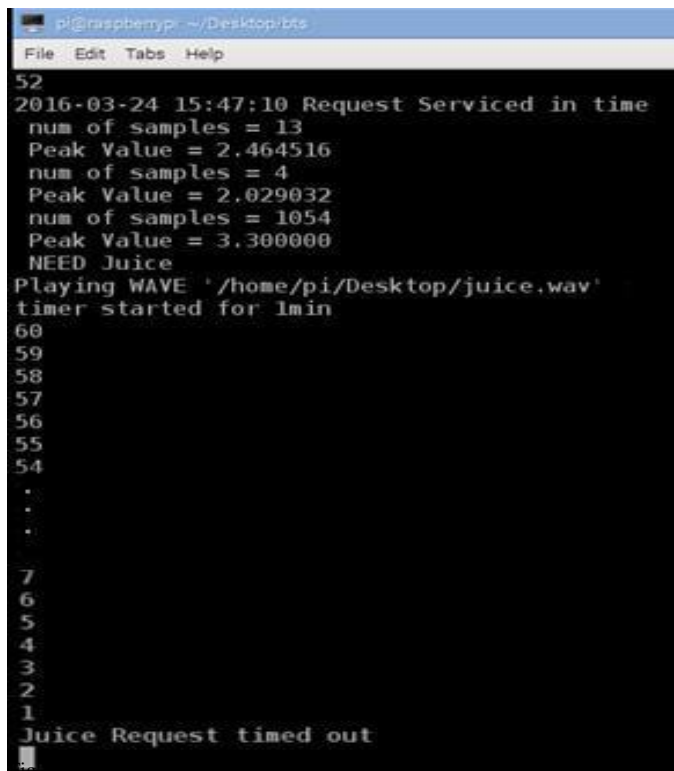 pi@raspberrypi: ~/Desktop/bts
File Edit Tabs Help
52
2016-03-24 15:47:10 Request Serviced in time
num of samples = 13
Peak Value = 2.464516
num of samples = 4
Peak Value = 2.029032
num of samples = 1054
Peak Value = 3.300000
NEED Juice
Playing WAVE '/home/pi/Desktop/juice.wav'
timer started for 1min
60
59
58
57
56
55
54
.
.
.
7
6
5
4
3
2
1
Juice Request timed out